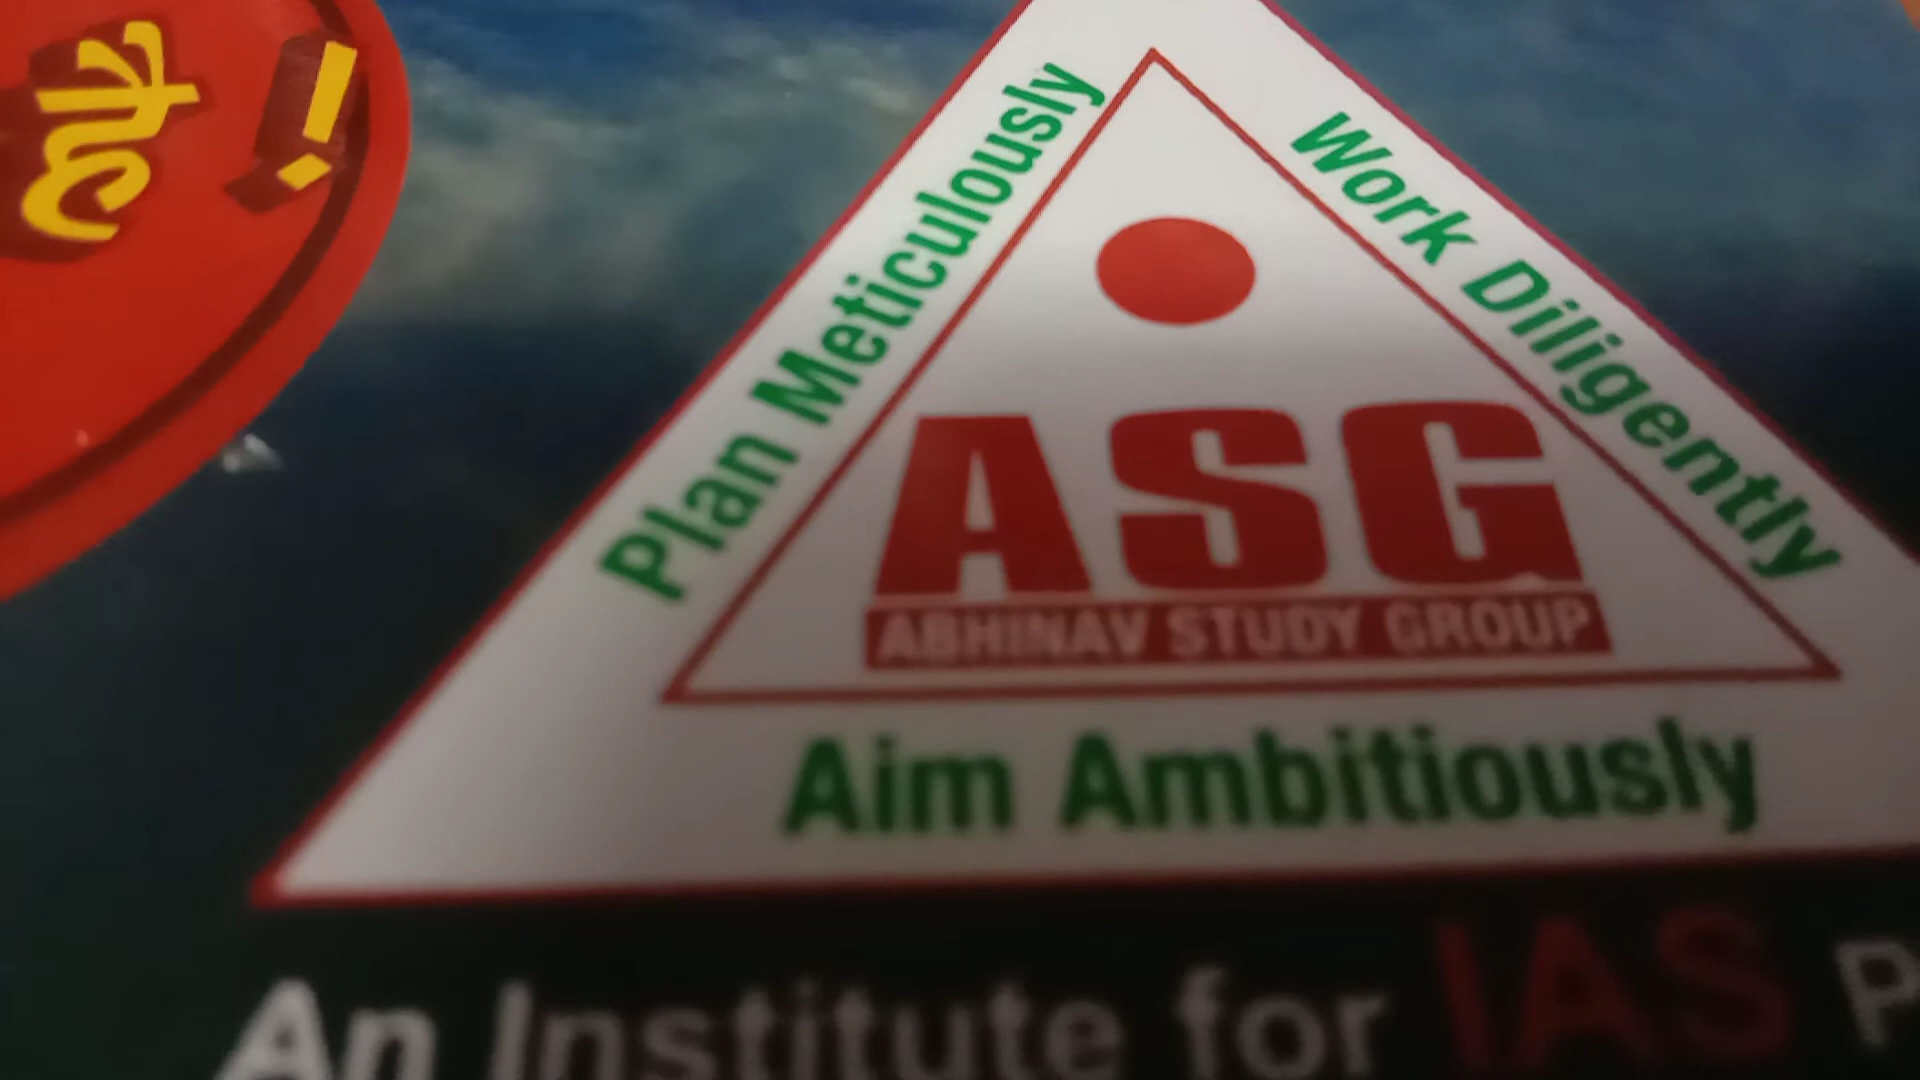 है!
Plan Meticulously
Work Diligently
ASG
ABHINAV STUDY GROUP
Aim Ambitiously
An Institute for IAS P